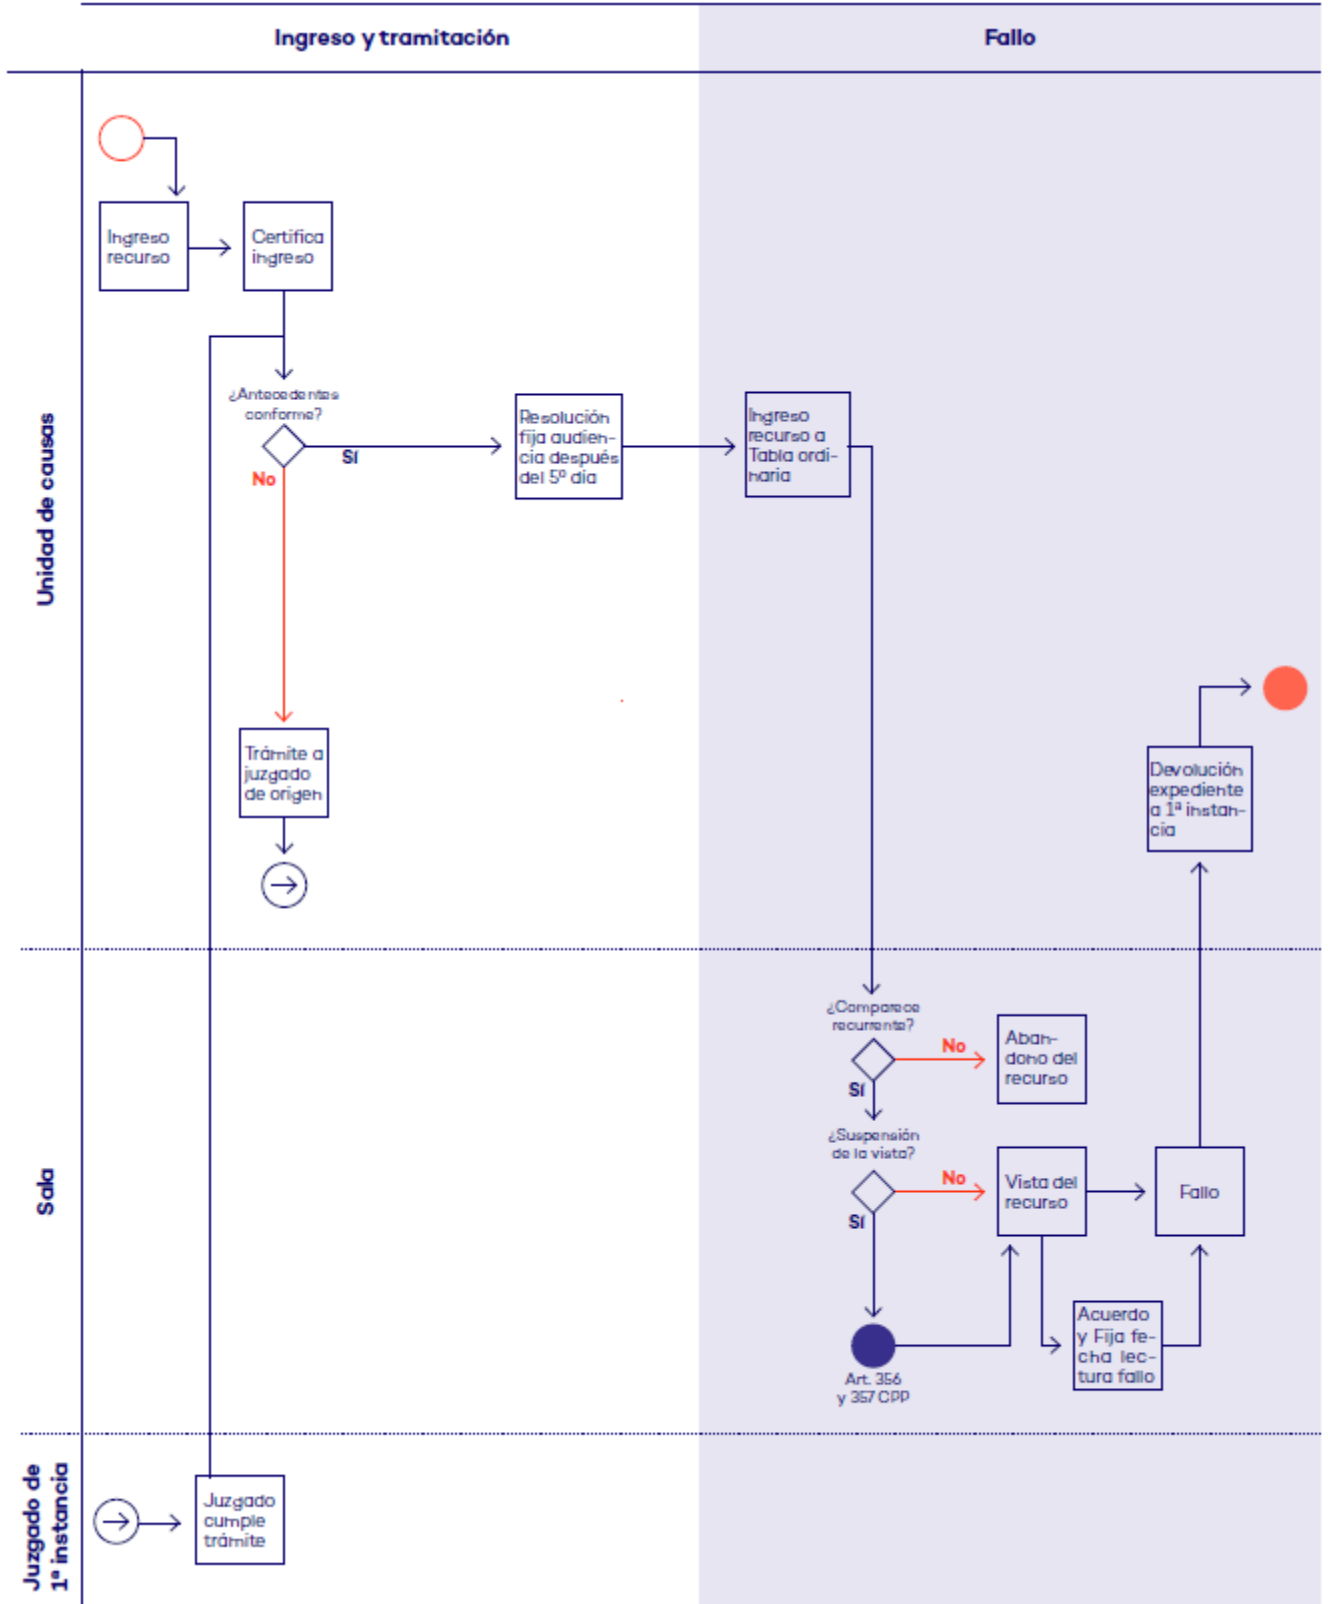 Ingreso y tramitación
Fallo
Unidad de causas
Ingreso
recurso
Certifica
ingreso
¿Antecedentes
conforme?
Sí
No
Resolución
fija audien-
cia después
del 5º día
Ingreso
recurso a
Tabla ordi-
naria
Trámite a
juzgado
de origen
Devolución
expediente
a 1ª instan-
cia
Sala
¿Comparece
recurrente?
No
Sí
Aban-
dono del
recurso
¿Suspensión
de la vista?
No
Sí
Vista del
recurso
Fallo
Acuerdo
y Fija fe-
cha lec-
tura fallo
Art. 356
y 357 CPP
Juzgado de
1ª instancia
Juzgado
cumple
trámite